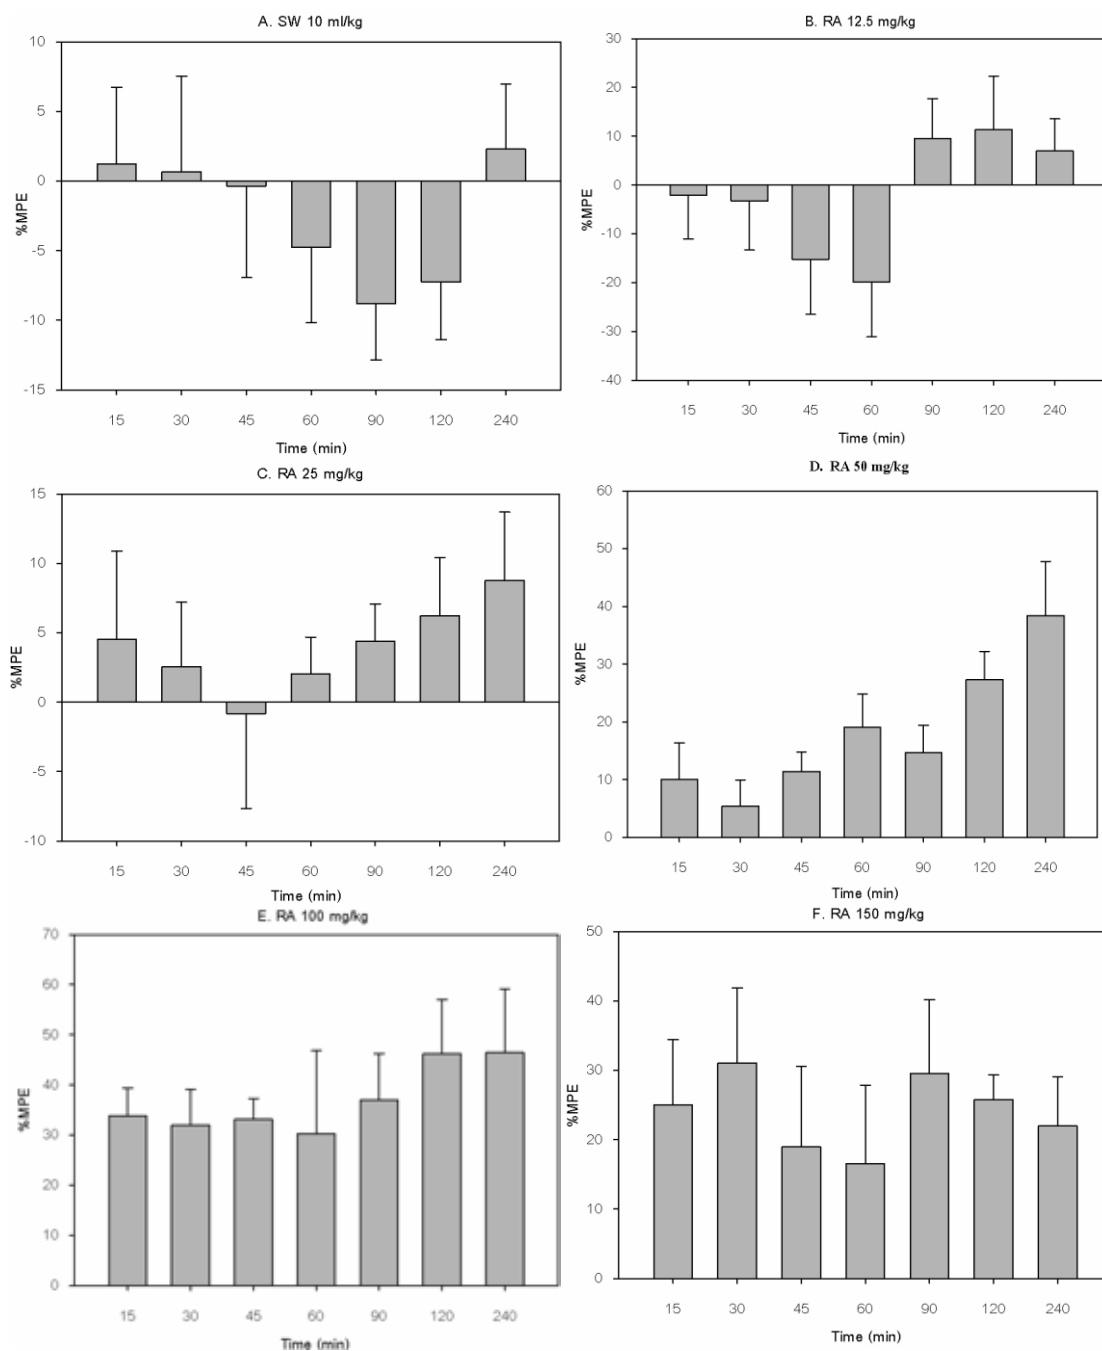 A. SW 10 ml/kg
10
5
0
-5
-10
-15
%MPE
15 30 45 60 90 120 240
Time (min)
B. RA 12.5 mg/kg
30
20
10
0
-10
-20
-30
-40
%MPE
15 30 45 60 90 120 240
Time (min)
C. RA 25 mg/kg
15
10
5
0
-5
-10
%MPE
15 30 45 60 90 120 240
Time (min)
D. RA 50 mg/kg
60
50
40
30
20
10
0
%MPE
15 30 45 60 90 120 240
Time (min)
E. RA 100 mg/kg
70
60
50
40
30
20
10
0
%MPE
15 30 45 60 90 120 240
Time (min)
F. RA 150 mg/kg
50
40
30
20
10
0
%MPE
15 30 45 60 90 120 240
Time (min)